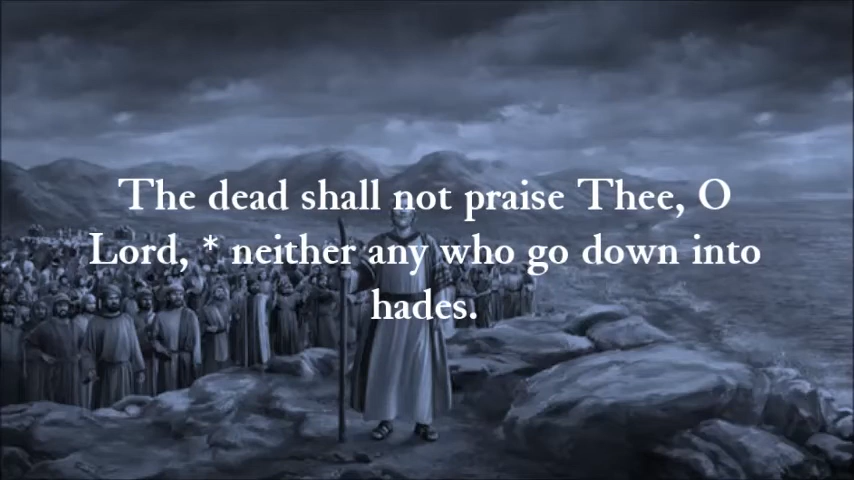 The dead shall not praise Thee, O
Lord, * neither any who go down into
hades.